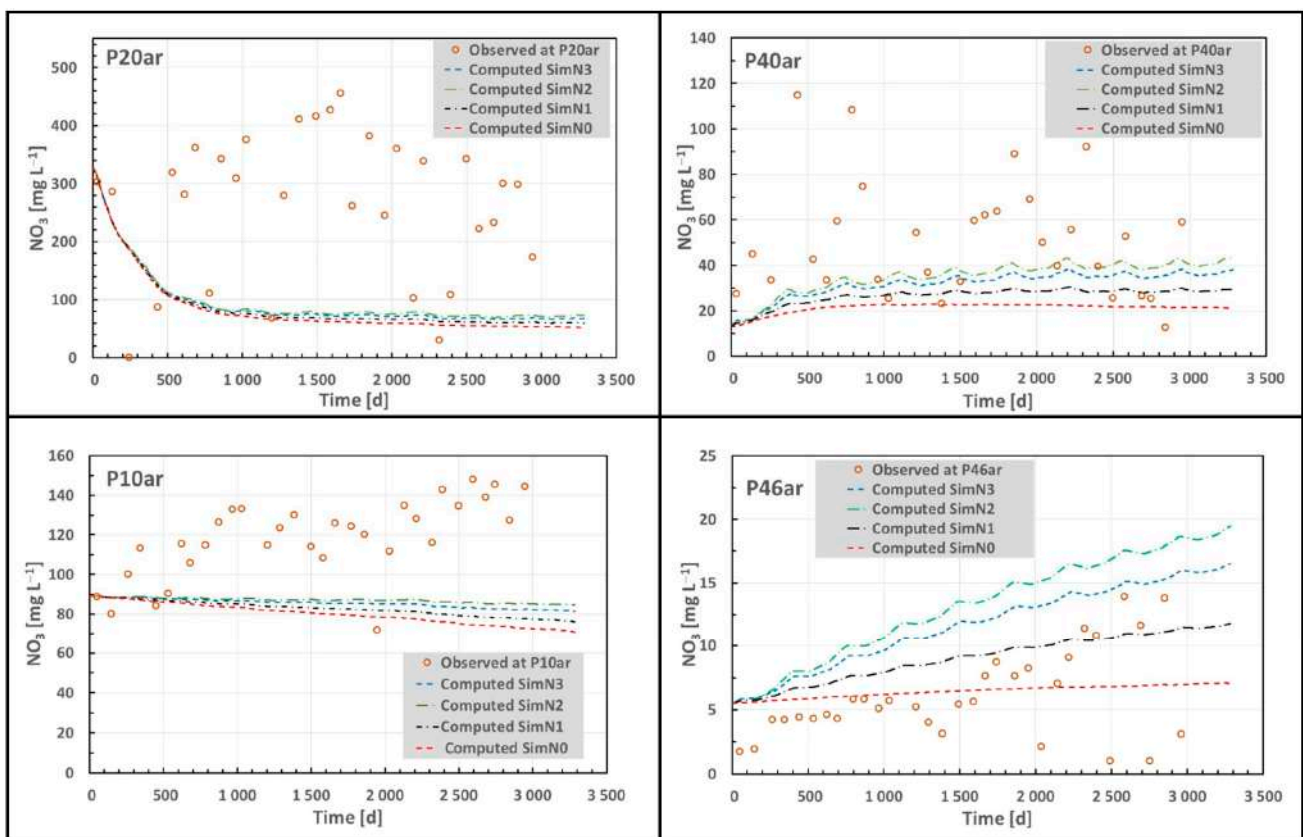 P20ar
Observed at P20ar
Computed SimN3
Computed SimN2
Computed SimN1
Computed SimN0
500
400
300
200
100
0
NO₃ [mg L⁻¹]
0 500 1 000 1 500 2 000 2 500 3 000 3 500
Time [d]
P40ar
Observed at P40ar
Computed SimN3
Computed SimN2
Computed SimN1
Computed SimN0
140
120
100
80
60
40
20
0
NO₃ [mg L⁻¹]
0 500 1 000 1 500 2 000 2 500 3 000 3 500
Time [d]
P10ar
Observed at P10ar
Computed SimN3
Computed SimN2
Computed SimN1
Computed SimN0
160
140
120
100
80
60
40
20
0
NO₃ [mg L⁻¹]
0 500 1 000 1 500 2 000 2 500 3 000 3 500
Time [d]
P46ar
Observed at P46ar
Computed SimN3
Computed SimN2
Computed SimN1
Computed SimN0
25
20
15
10
5
0
NO₃ [mg L⁻¹]
0 500 1 000 1 500 2 000 2 500 3 000 3 500
Time [d]